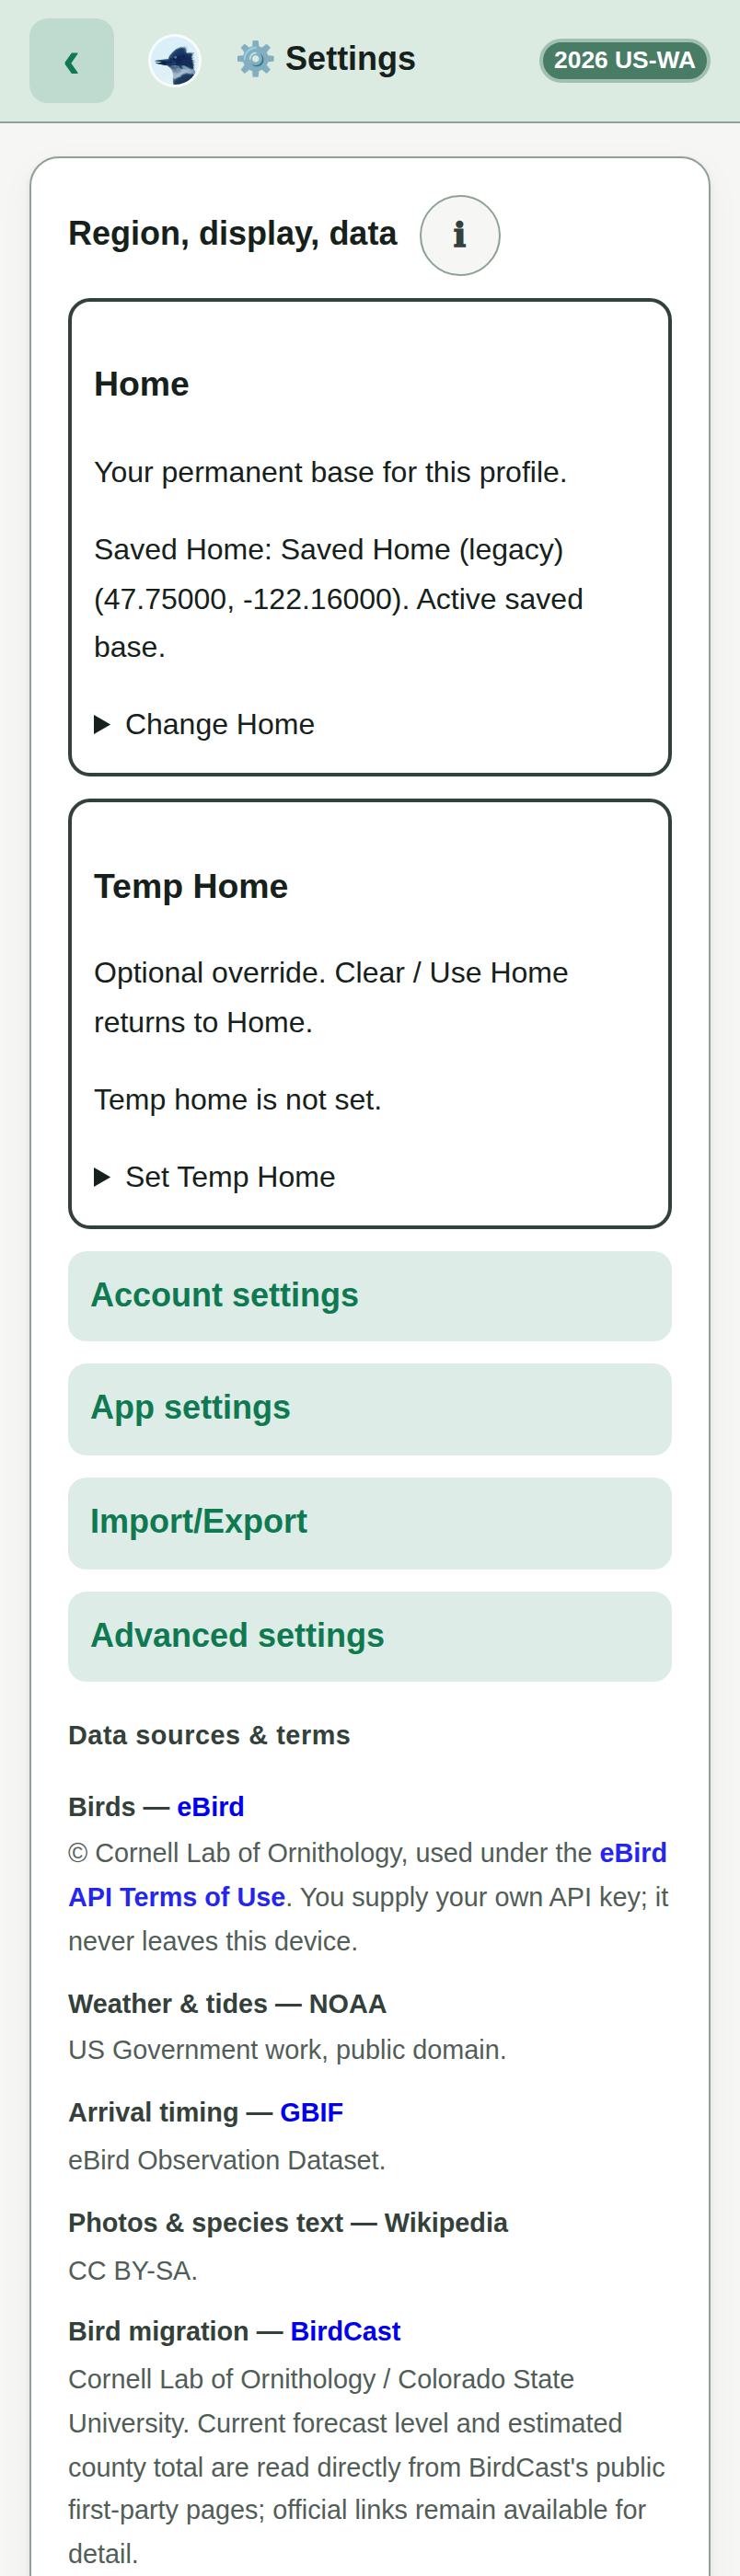 ‹ ⚙️ Settings 2026 US-WA
Region, display, data ℹ
Home
Your permanent base for this profile.
Saved Home: Saved Home (legacy)
(47.75000, -122.16000). Active saved
base.
▶ Change Home
Temp Home
Optional override. Clear / Use Home
returns to Home.
Temp home is not set.
▶ Set Temp Home
Account settings
App settings
Import/Export
Advanced settings
Data sources & terms
Birds — eBird
© Cornell Lab of Ornithology, used under the eBird
API Terms of Use. You supply your own API key; it
never leaves this device.
Weather & tides — NOAA
US Government work, public domain.
Arrival timing — GBIF
eBird Observation Dataset.
Photos & species text — Wikipedia
CC BY-SA.
Bird migration — BirdCast
Cornell Lab of Ornithology / Colorado State
University. Current forecast level and estimated
county total are read directly from BirdCast's public
first-party pages; official links remain available for
detail.